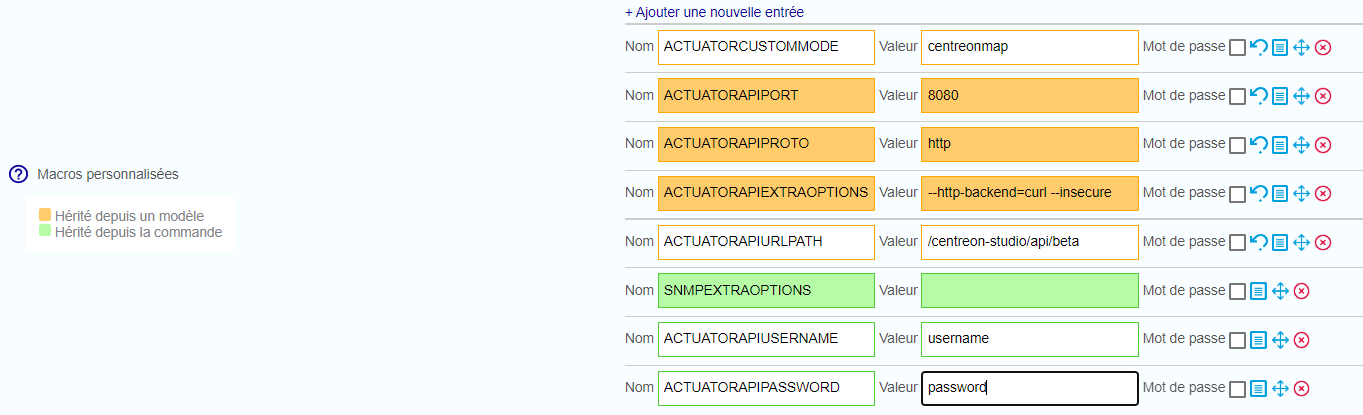 + Ajouter une nouvelle entrée
Nom ACTUATORCUSTOMMODE Valeur centreonmap Mot de passe
Nom ACTUATORAPIPORT Valeur 8080 Mot de passe
Nom ACTUATORAPIPROTO Valeur http Mot de passe
? Macros personnalisées
Hérité depuis un modèle
Hérité depuis la commande
Nom ACTUATORAPIEXTRAOPTIONS Valeur --http-backend=curl --insecure Mot de passe
Nom ACTUATORAPIURLPATH Valeur /centreon-studio/api/beta Mot de passe
Nom SNMPEXTRAOPTIONS Valeur Mot de passe
Nom ACTUATORAPIUSERNAME Valeur username Mot de passe
Nom ACTUATORAPIPASSWORD Valeur password Mot de passe